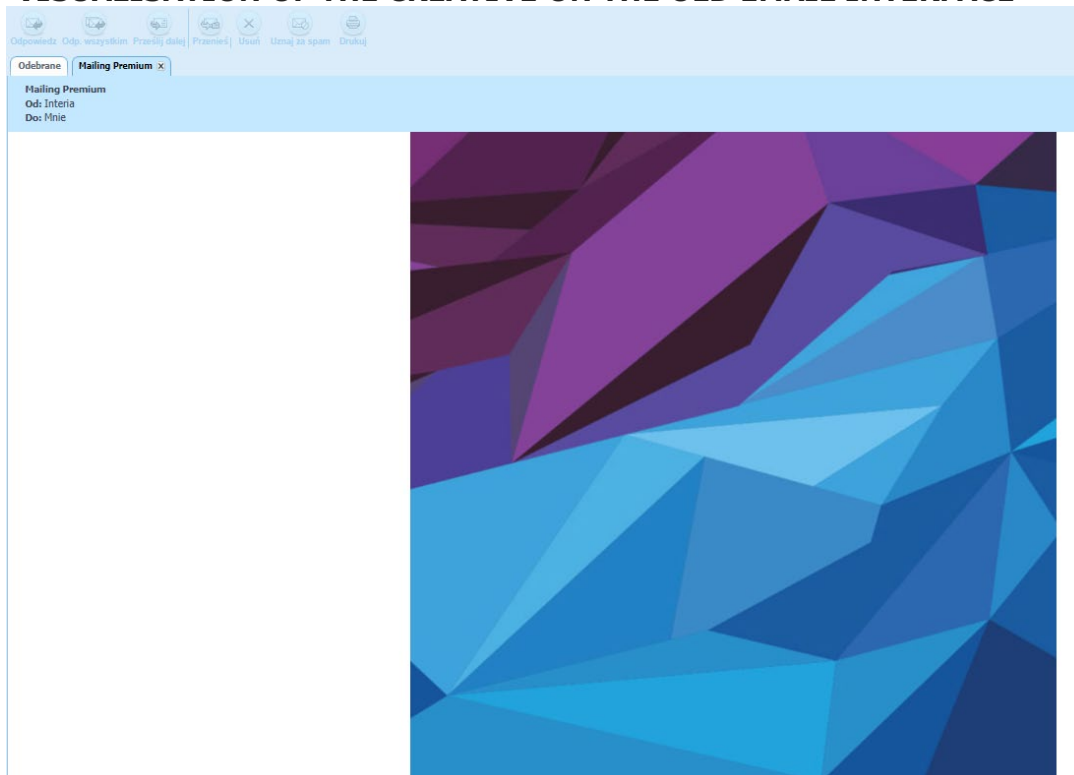 VISUALISATION OF THE CREATIVE ON THE OLD EMAIL INTERFACE
Odpowiedz Odp. wszystkim Prześlij dalej Przenieś Usuń Uznaj za spam Drukuj
Odebrane Mailing Premium x
Mailing Premium
Od: Interia
Do: Mnie